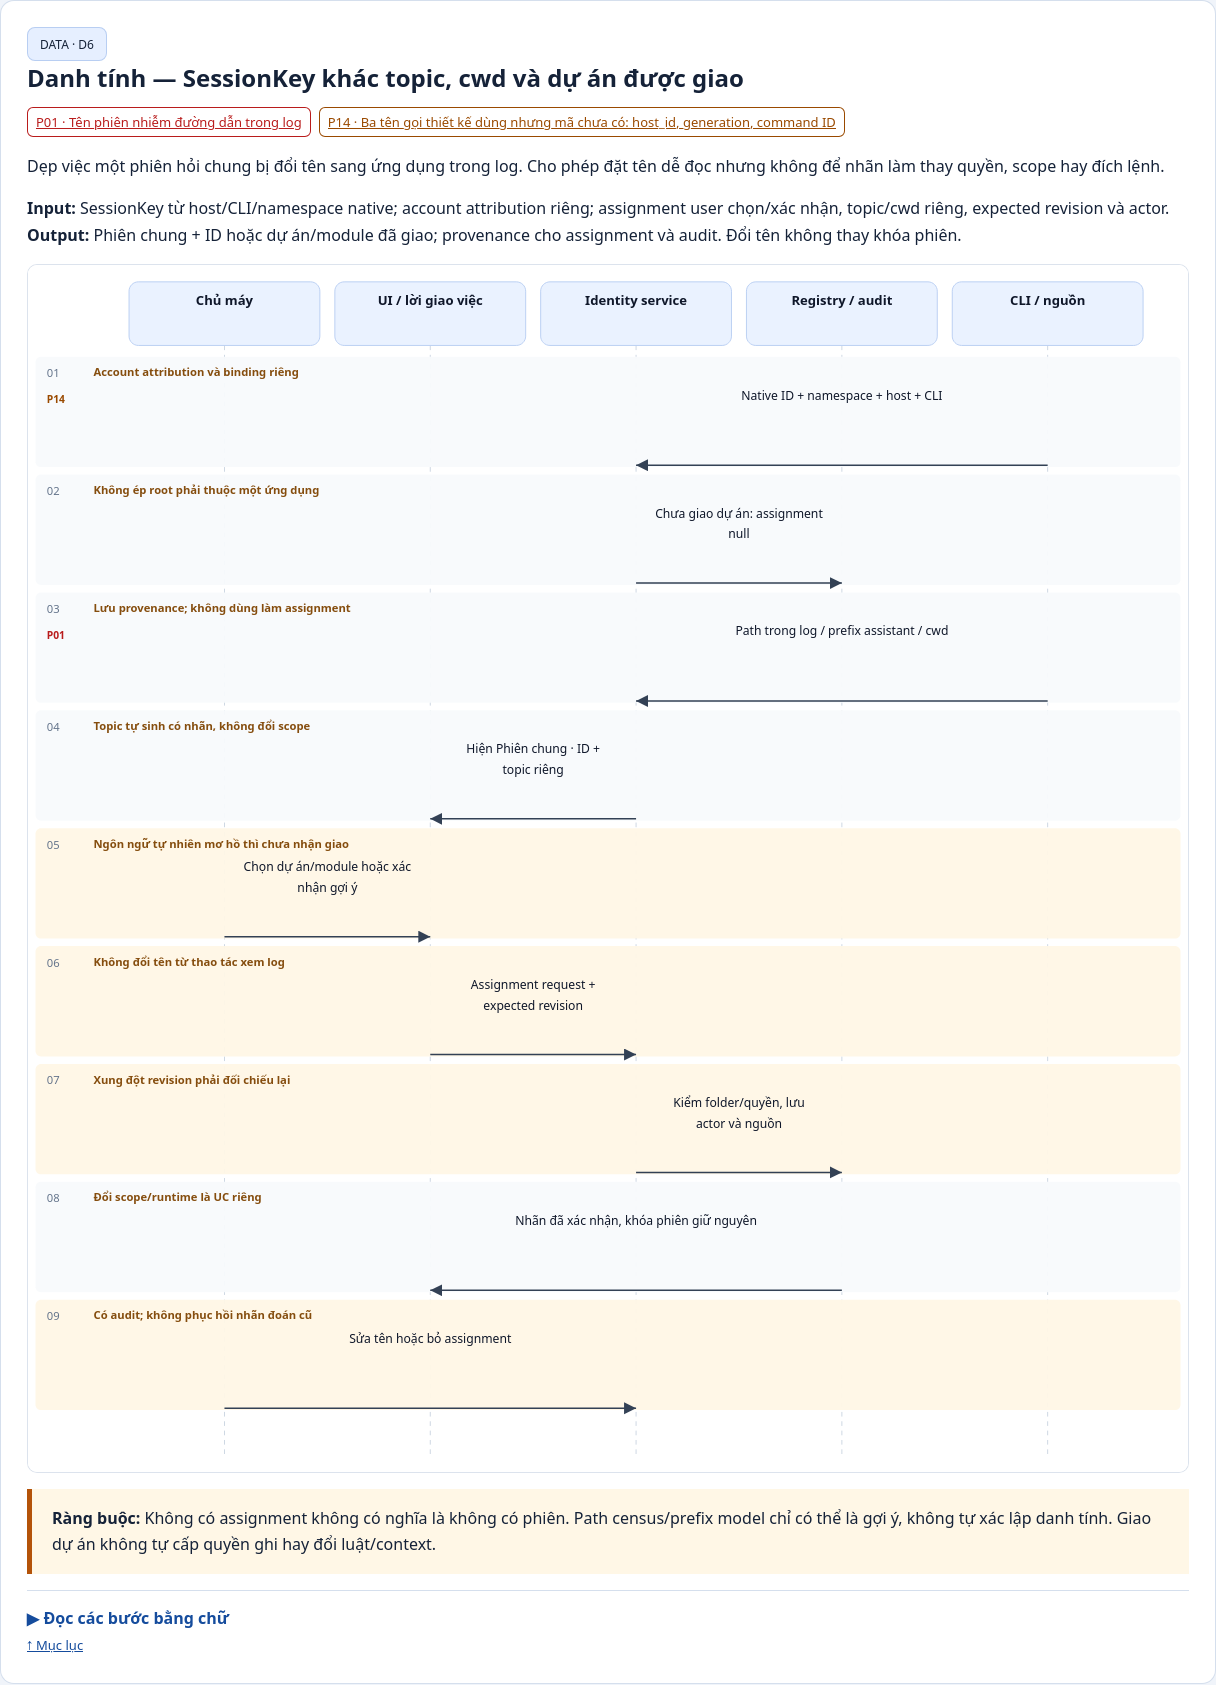 DATA · D6
Danh tính — SessionKey khác topic, cwd và dự án được giao
P01 · Tên phiên nhiễm đường dẫn trong log
P14 · Ba tên gọi thiết kế dùng nhưng mã chưa có: host_id, generation, command ID
Dẹp việc một phiên hỏi chung bị đổi tên sang ứng dụng trong log. Cho phép đặt tên dễ đọc nhưng không để nhãn làm thay quyền, scope hay đích lệnh.
Input: SessionKey từ host/CLI/namespace native; account attribution riêng; assignment user chọn/xác nhận, topic/cwd riêng, expected revision và actor.
Output: Phiên chung + ID hoặc dự án/module đã giao; provenance cho assignment và audit. Đổi tên không thay khóa phiên.
Chủ máy
UI / lời giao việc
Identity service
Registry / audit
CLI / nguồn
01
Account attribution và binding riêng
P14
Native ID + namespace + host + CLI
02
Không ép root phải thuộc một ứng dụng
Chưa giao dự án: assignment
null
03
Lưu provenance; không dùng làm assignment
P01
Path trong log / prefix assistant / cwd
04
Topic tự sinh có nhãn, không đổi scope
Hiện Phiên chung · ID +
topic riêng
05
Ngôn ngữ tự nhiên mơ hồ thì chưa nhận giao
Chọn dự án/module hoặc xác
nhận gợi ý
06
Không đổi tên từ thao tác xem log
Assignment request +
expected revision
07
Xung đột revision phải đối chiếu lại
Kiểm folder/quyền, lưu
actor và nguồn
08
Đổi scope/runtime là UC riêng
Nhãn đã xác nhận, khóa phiên giữ nguyên
09
Có audit; không phục hồi nhãn đoán cũ
Sửa tên hoặc bỏ assignment
Ràng buộc: Không có assignment không có nghĩa là không có phiên. Path census/prefix model chỉ có thể là gợi ý, không tự xác lập danh tính. Giao
dự án không tự cấp quyền ghi hay đổi luật/context.
▶ Đọc các bước bằng chữ
↑ Mục lục